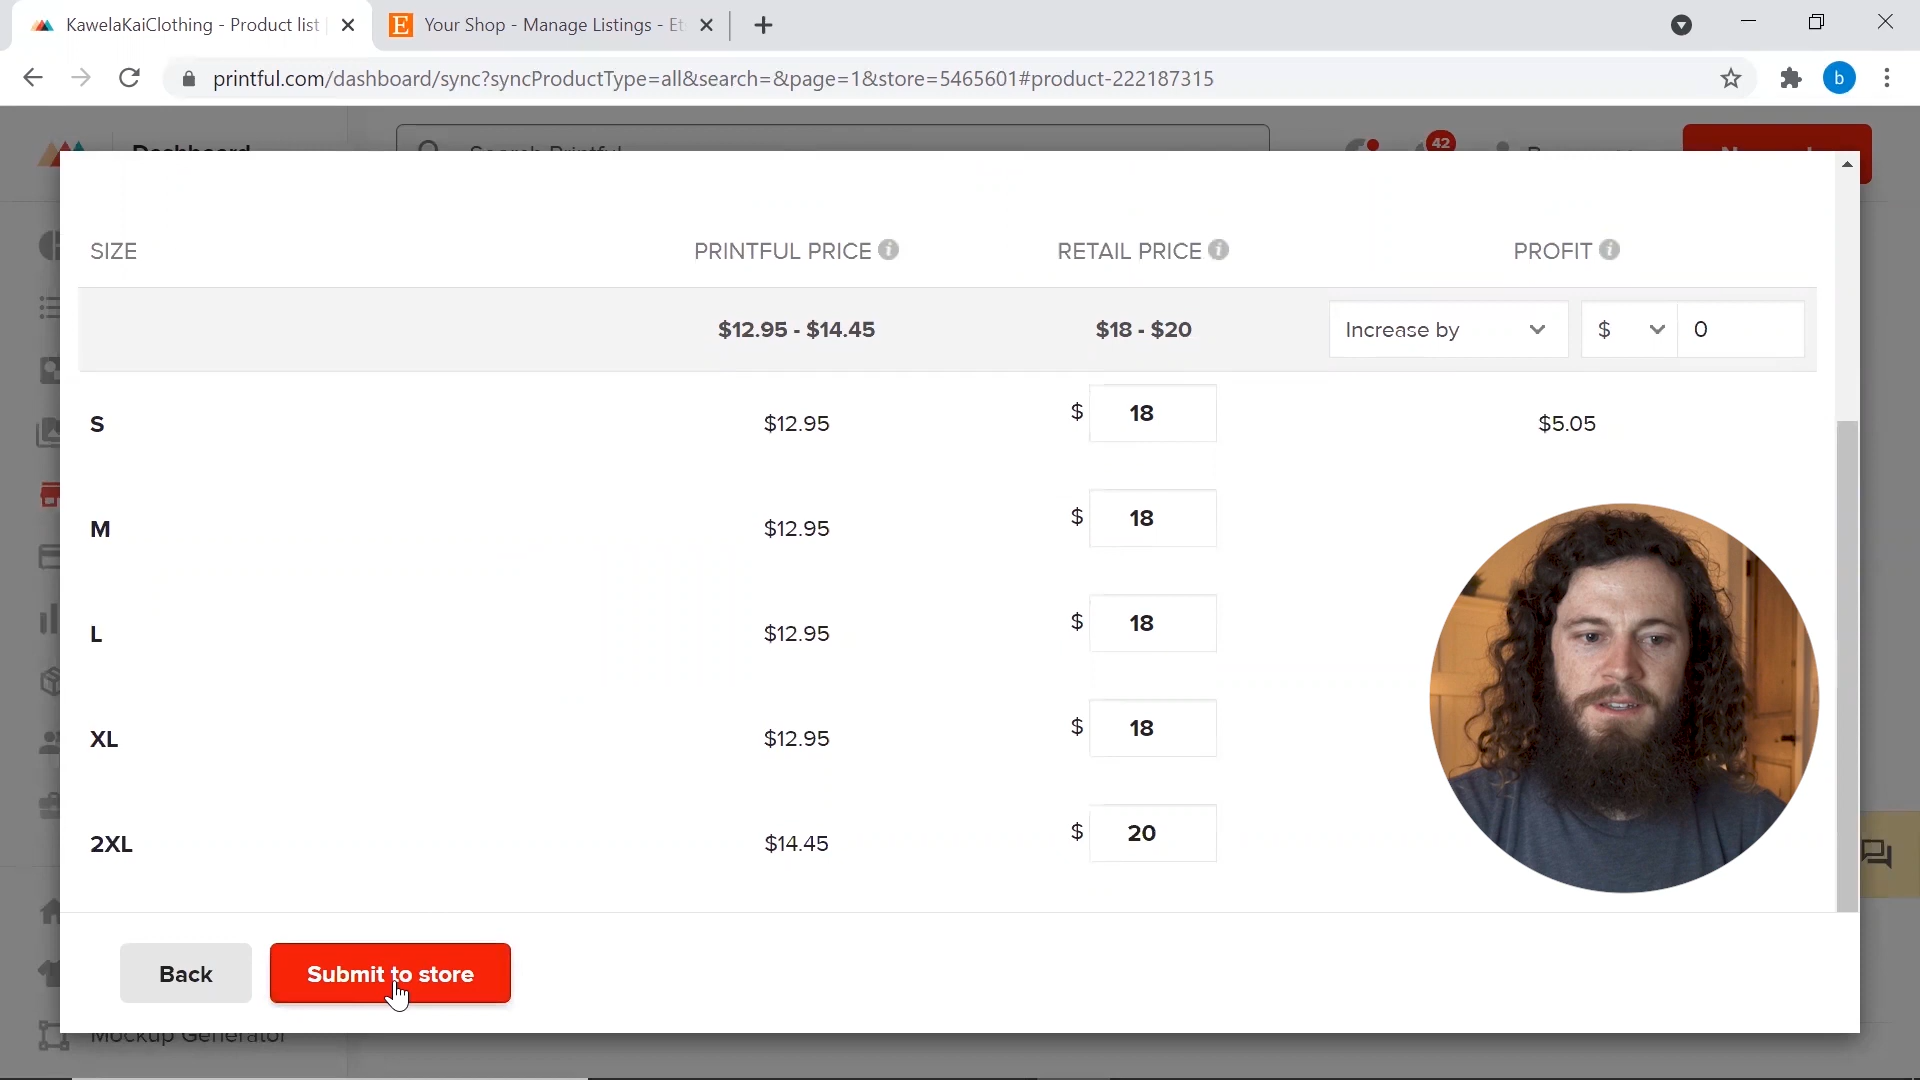 KawelaKaiClothing - Product list
Your Shop - Manage Listings - Et
printful.com/dashboard/sync?syncProductType=all&search=&page=1&store=5465601#product-222187315
b
Dashboard
Search Printful
42
SIZE
PRINTFUL PRICE
RETAIL PRICE
PROFIT
$12.95 - $14.45
$18 - $20
Increase by
$
0
S
$12.95
$ 18
$5.05
M
$12.95
$ 18
L
$12.95
$ 18
XL
$12.95
$ 18
2XL
$14.45
$ 20
Back
Submit to store
Mockup Generator